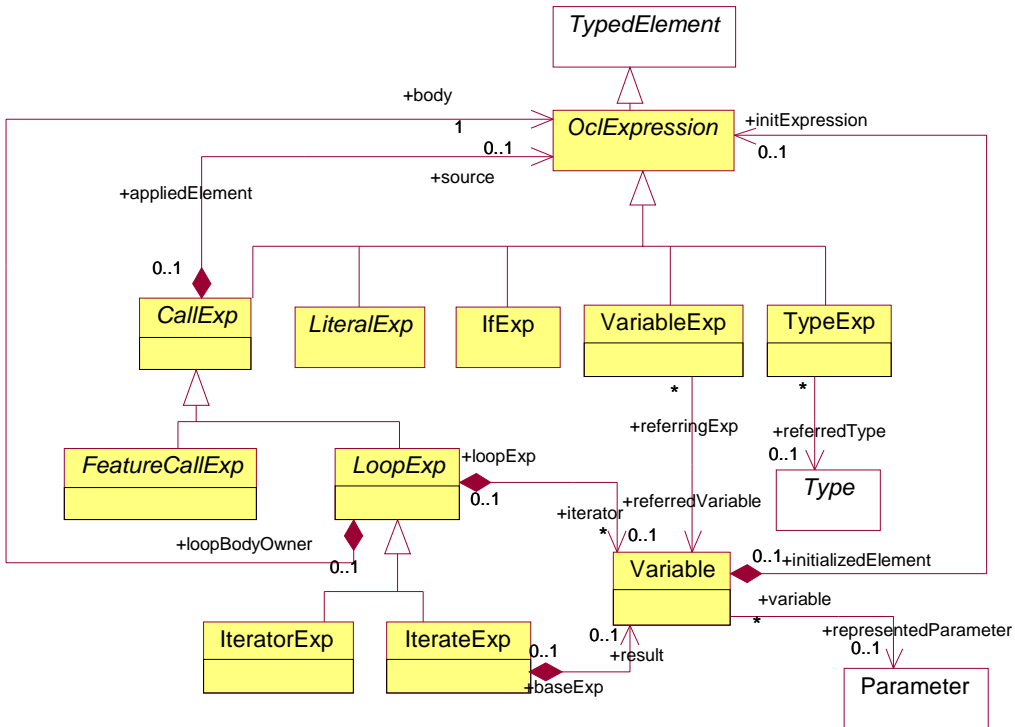 TypedElement
+body
1
OclExpression
+initExpression
0..1
0..1
+source
+appliedElement
0..1
CallExp
LiteralExp
IfExp
VariableExp
TypeExp
*
*
+referringExp
+referredType
0..1
FeatureCallExp
LoopExp
+loopExp
0..1
Type
+referredVariable
+iterator
*
0..1
+loopBodyOwner
0..1
Variable
0..1
+initializedElement
+variable
*
IteratorExp
IterateExp
0..1
+result
0..1
+baseExp
+representedParameter
0..1
Parameter